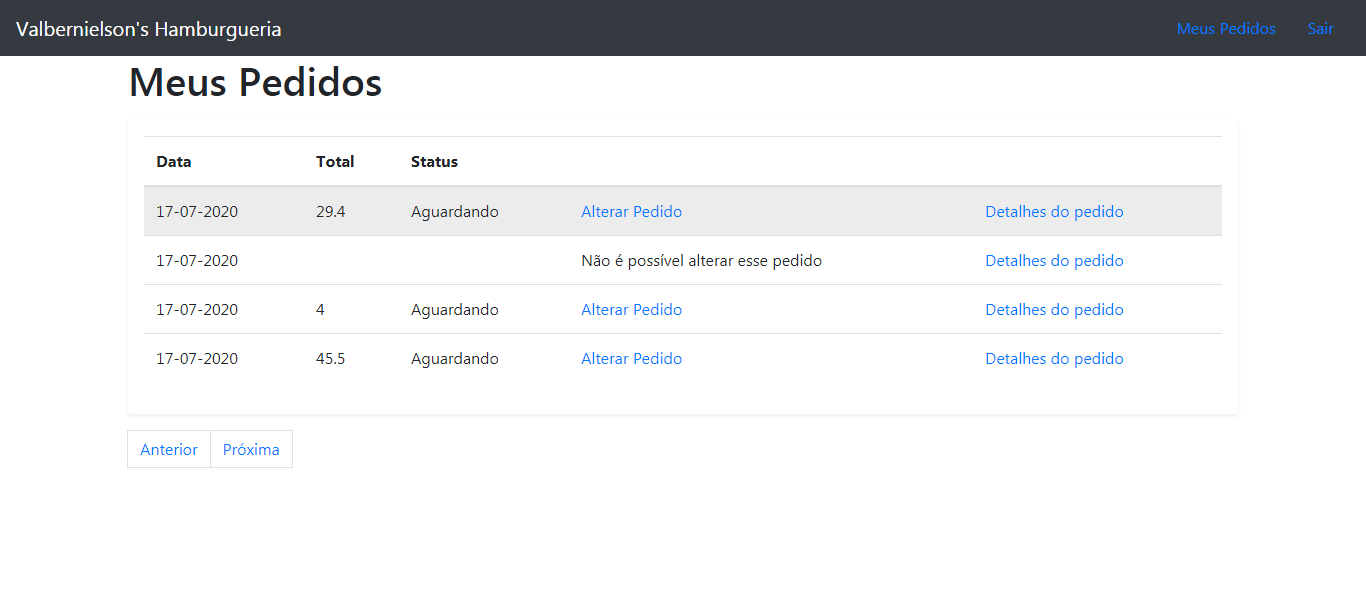 Valbernielson's Hamburgueria Meus Pedidos Sair
Meus Pedidos
Data Total Status
17-07-2020 29.4 Aguardando Alterar Pedido Detalhes do pedido
17-07-2020 Não é possível alterar esse pedido Detalhes do pedido
17-07-2020 4 Aguardando Alterar Pedido Detalhes do pedido
17-07-2020 45.5 Aguardando Alterar Pedido Detalhes do pedido
Anterior Próxima